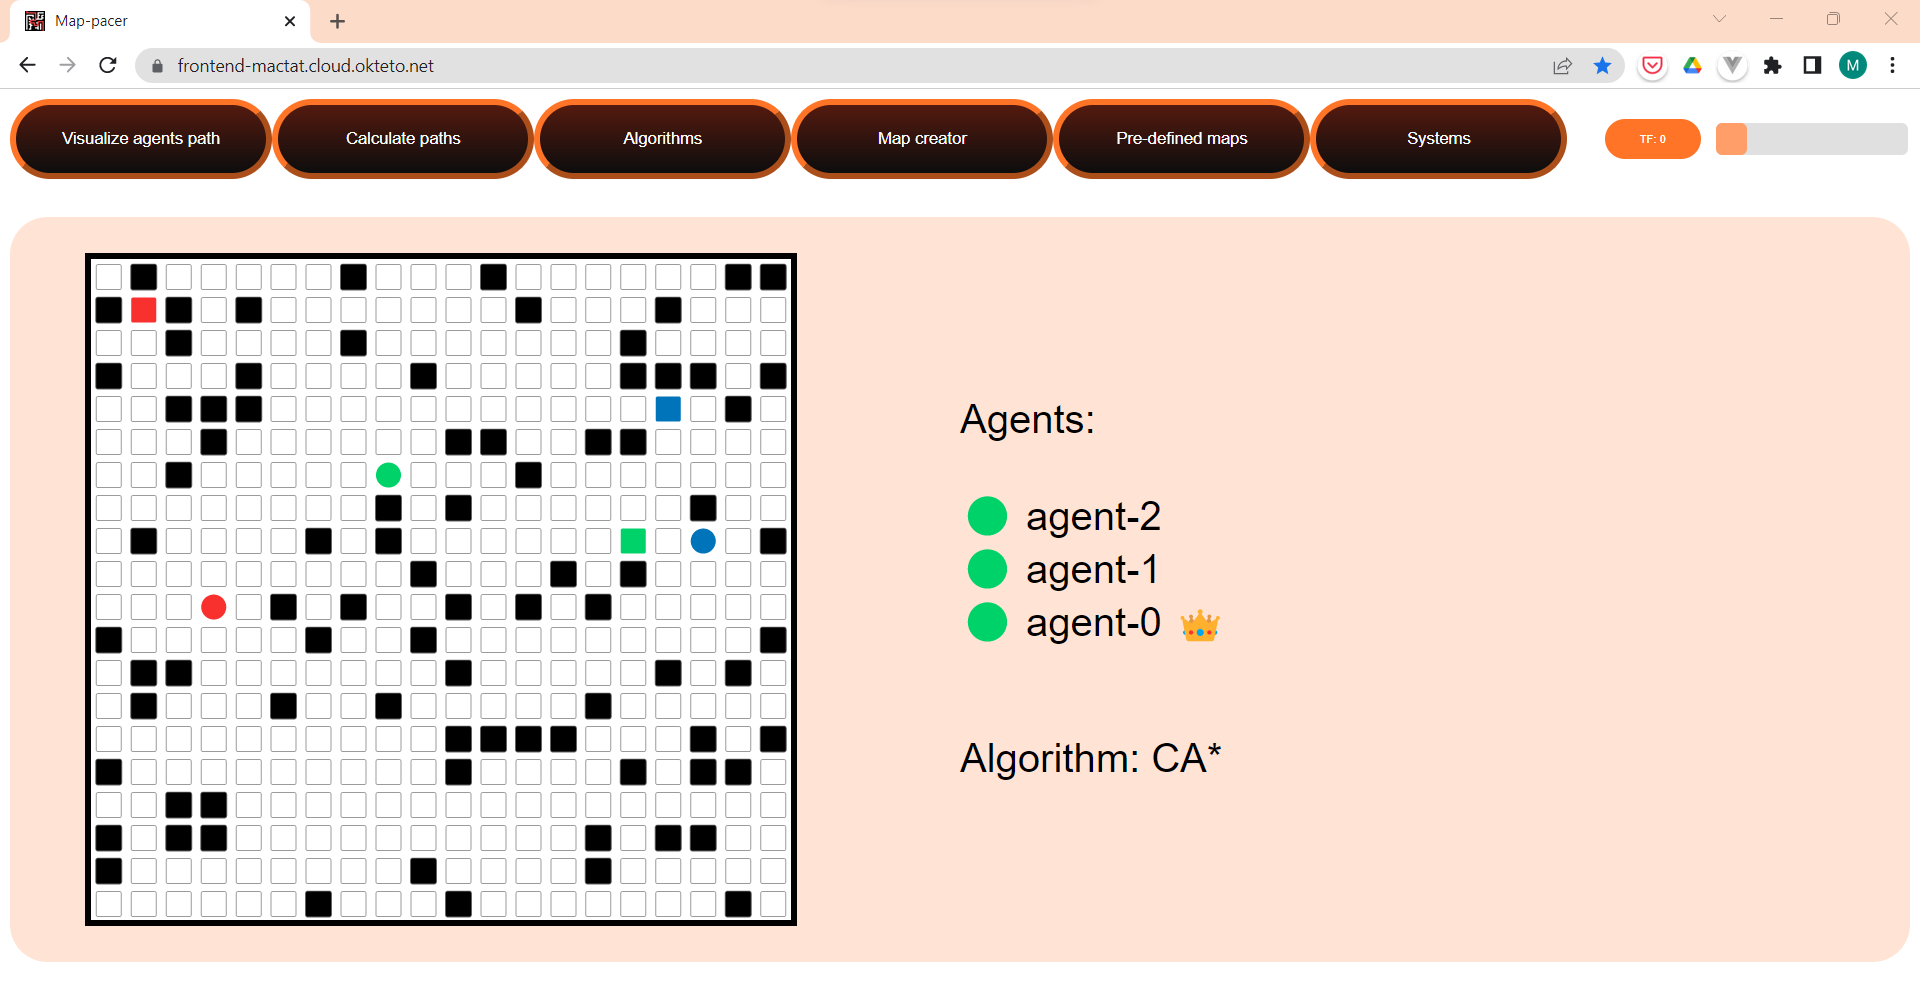 Map-pacer
frontend-mactat.cloud.okteto.net
M
Visualize agents path
Calculate paths
Algorithms
Map creator
Pre-defined maps
Systems
TF: 0
Agents:
agent-2
agent-1
agent-0
Algorithm: CA*